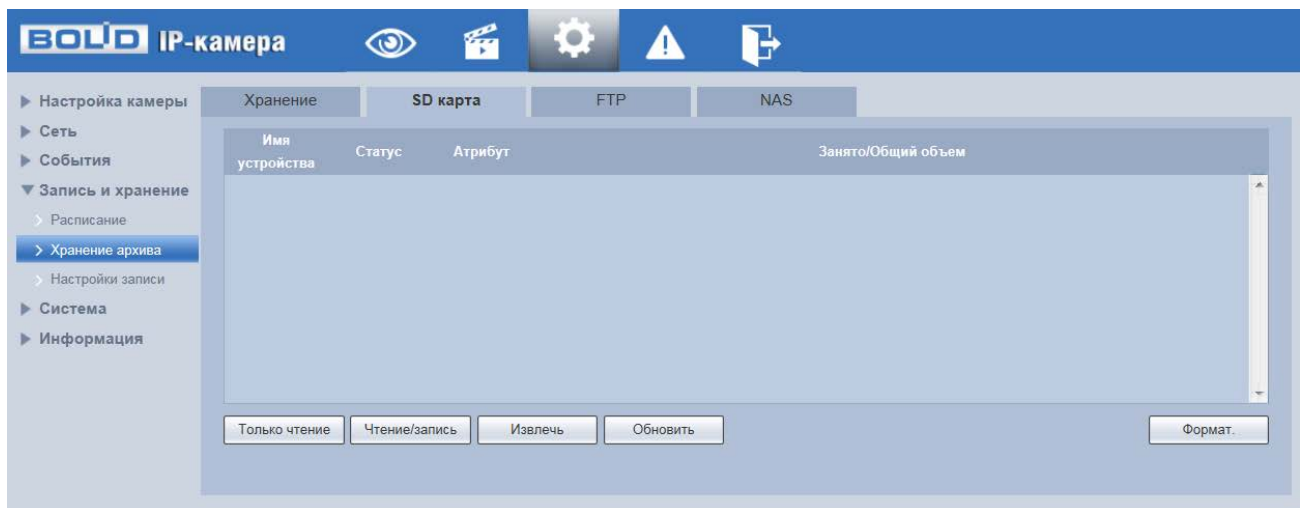 BOLID IP-камера
Настройка камеры
Сеть
События
Запись и хранение
Расписание
Хранение архива
Настройки записи
Система
Информация
Хранение SD карта FTP NAS
Имя устройства Статус Атрибут Занято/Общий объем
Только чтение Чтение/запись Извлечь Обновить Формат.